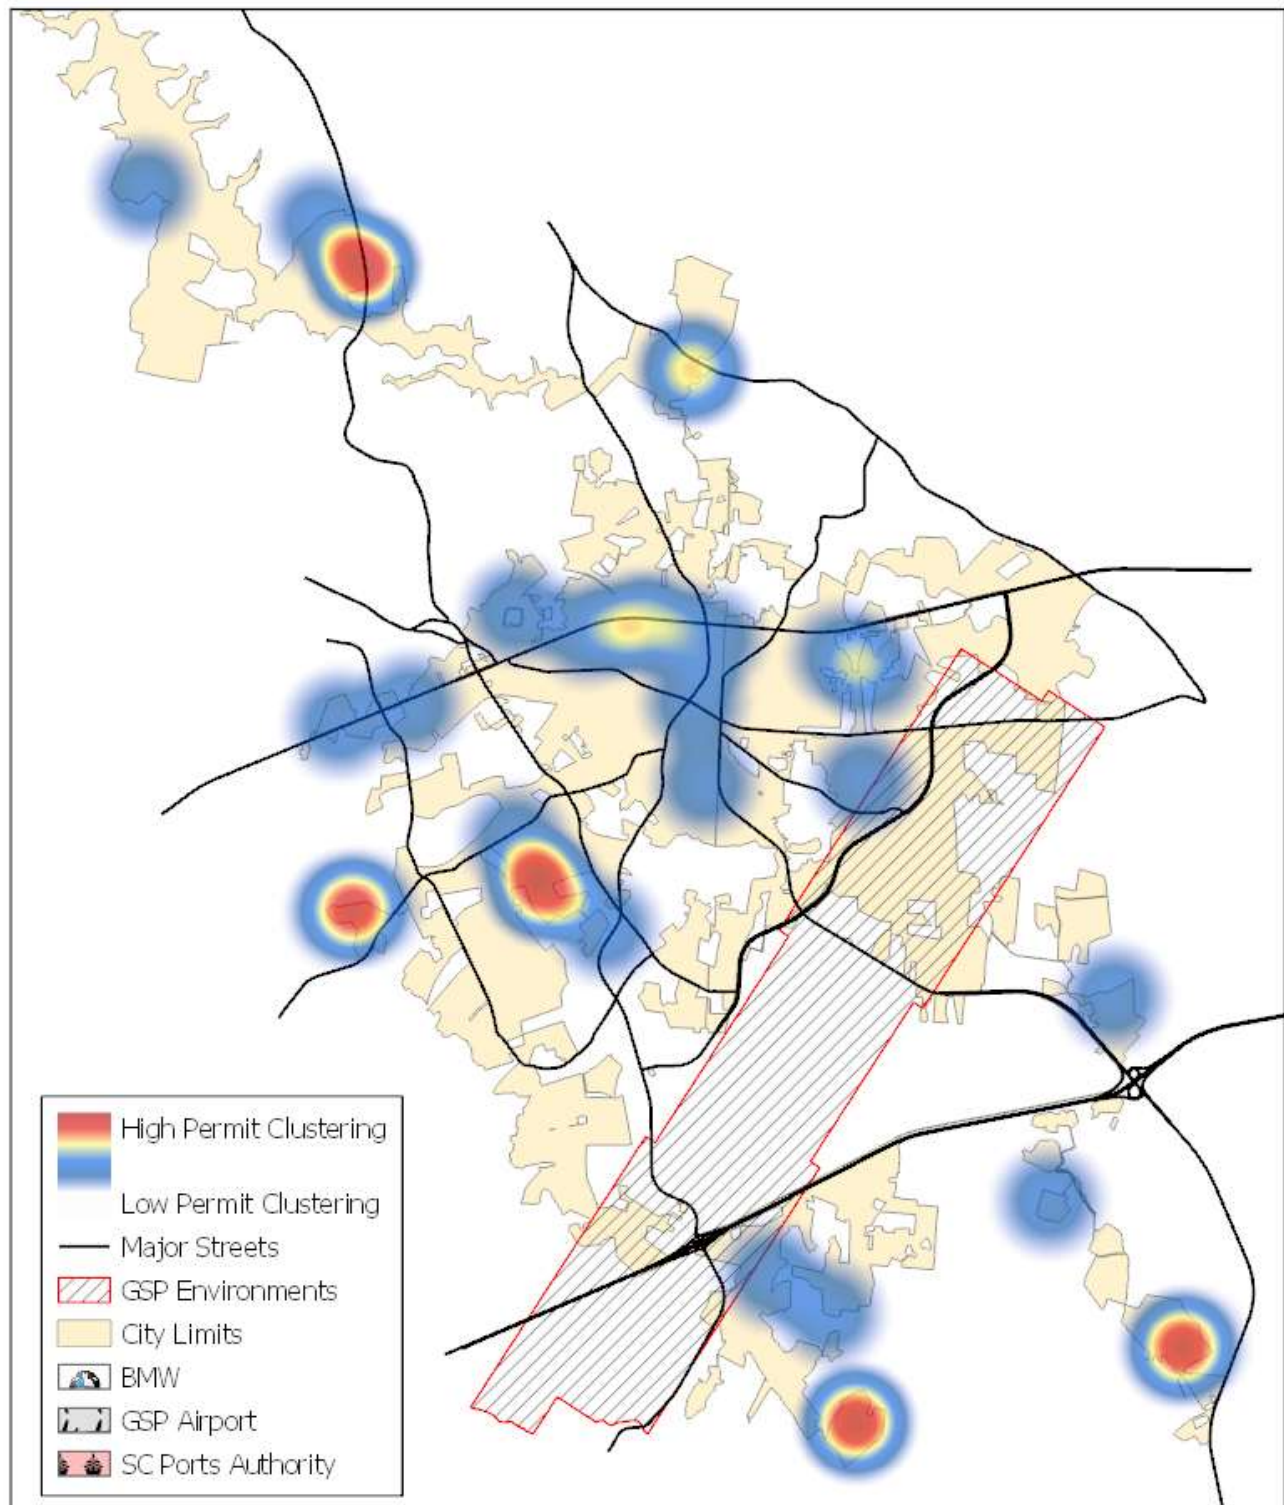 High Permit Clustering
Low Permit Clustering
Major Streets
GSP Environments
City Limits
BMW
GSP Airport
SC Ports Authority